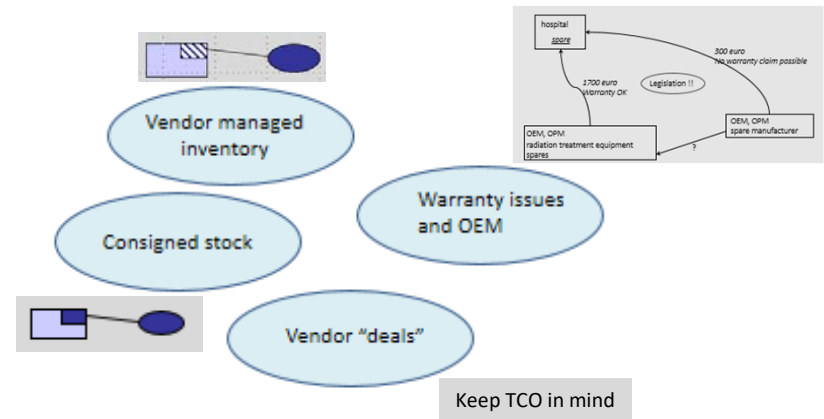 hospital
spare
300 euro
No warranty claim possible
1700 euro
Warranty OK
Legislation !!
OEM, OPM
spare manufacturer
OEM, OPM
radiation treatment equipment
spares
?
Vendor managed
inventory
Warranty issues
and OEM
Consigned stock
Vendor “deals”
Keep TCO in mind